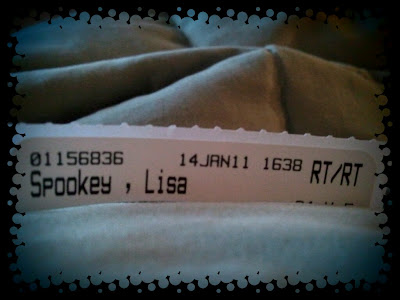 01156836 14JAN11 1638 RT/RT
Spookey , Lisa